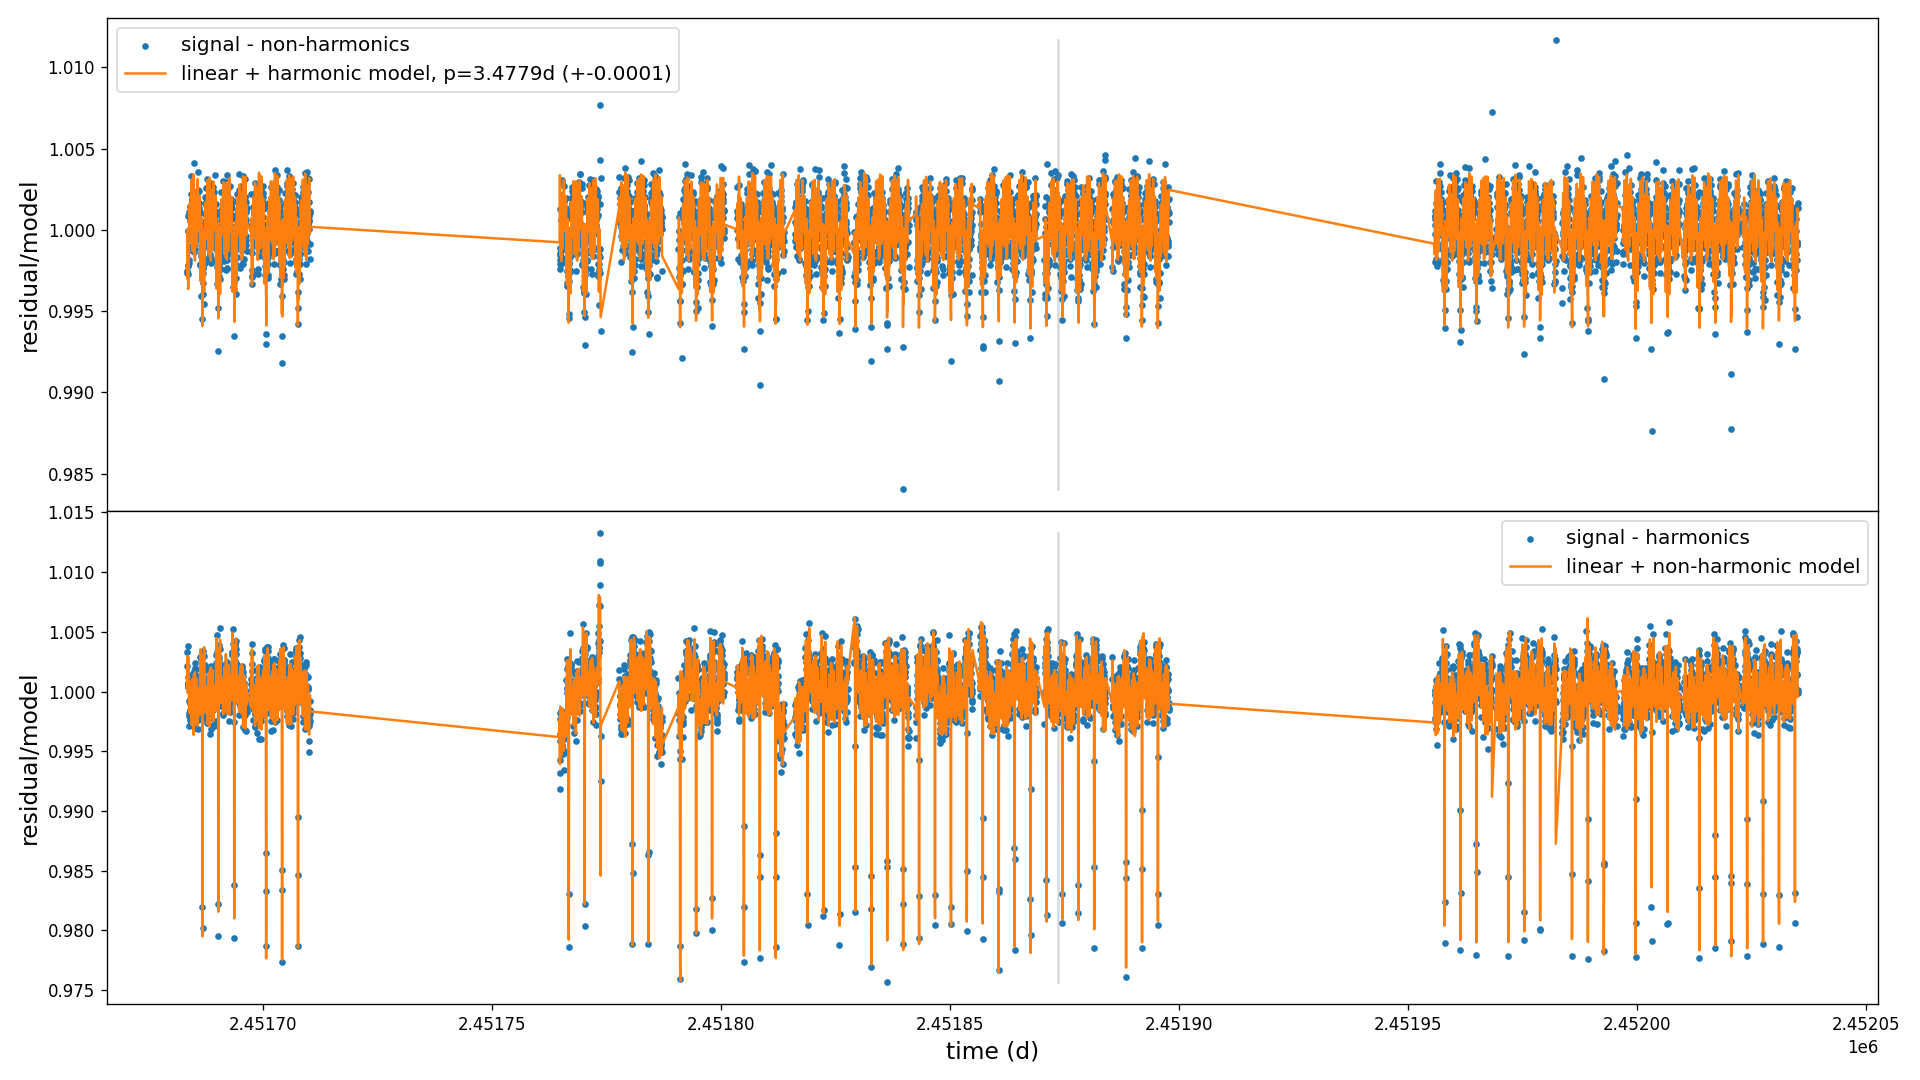 signal - non-harmonics
linear + harmonic model, p=3.4779d (+-0.0001)
1.010
1.005
1.000
0.995
0.990
0.985
residual/model
signal - harmonics
linear + non-harmonic model
1.015
1.010
1.005
1.000
0.995
0.990
0.985
0.980
0.975
residual/model
2.45170 2.45175 2.45180 2.45185 2.45190 2.45195 2.45200 2.45205
1e6
time (d)